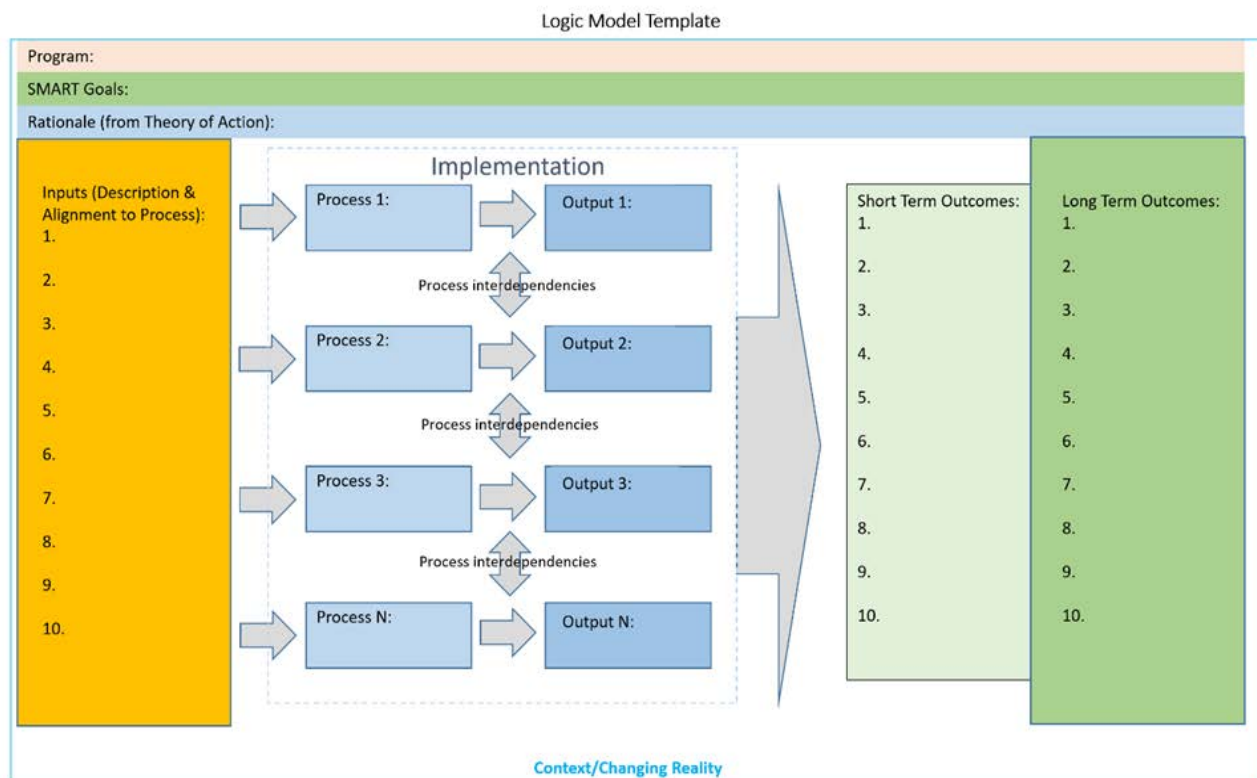 Logic Model Template
Program:
SMART Goals:
Rationale (from Theory of Action):
Inputs (Description &
Alignment to Process):
1.
2.
3.
4.
5.
6.
7.
8.
9.
10.
Implementation
Process 1:
Output 1:
Process interdependencies
Process 2:
Output 2:
Process interdependencies
Process 3:
Output 3:
Process interdependencies
Process N:
Output N:
Short Term Outcomes:
1.
2.
3.
4.
5.
6.
7.
8.
9.
10.
Long Term Outcomes:
1.
2.
3.
4.
5.
6.
7.
8.
9.
10.
Context/Changing Reality